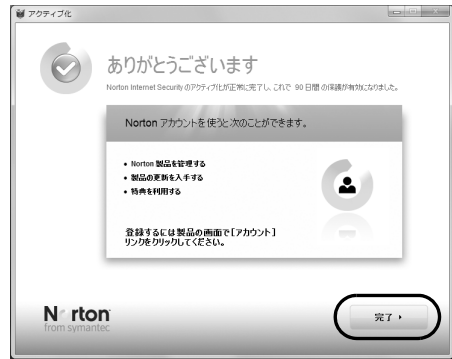 アクティブ化
ありがとうございます
Norton Internet Security のアクティブ化が正常に完了し、これで 90 日間 の保護が有効になりました。
Norton アカウントを使うと次のことができます。
• Norton 製品を管理する
• 製品の更新を入手する
• 特典を利用する
登録するには製品の画面で[アカウント]
リンクをクリックしてください。
Norton
from symantec
完了